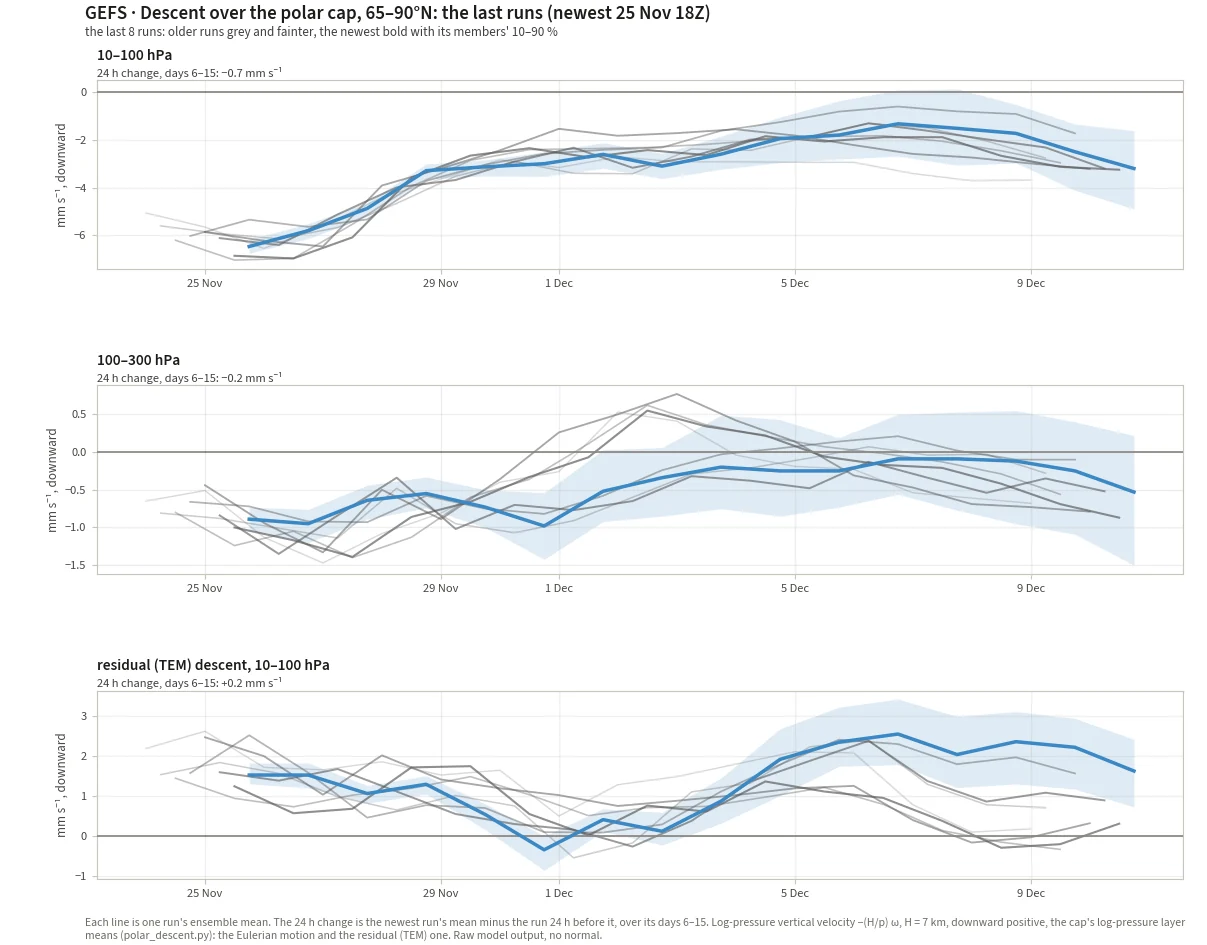 GEFS · Descent over the polar cap, 65–90°N: the last runs (newest 25 Nov 18Z)
the last 8 runs: older runs grey and fainter, the newest bold with its members' 10–90 %
10–100 hPa
24 h change, days 6–15: −0.7 mm s⁻¹
mm s⁻¹, downward
0
−2
−4
−6
25 Nov
29 Nov
1 Dec
5 Dec
9 Dec
100–300 hPa
24 h change, days 6–15: −0.2 mm s⁻¹
mm s⁻¹, downward
0.5
0.0
−0.5
−1.0
−1.5
25 Nov
29 Nov
1 Dec
5 Dec
9 Dec
residual (TEM) descent, 10–100 hPa
24 h change, days 6–15: +0.2 mm s⁻¹
mm s⁻¹, downward
3
2
1
0
−1
25 Nov
29 Nov
1 Dec
5 Dec
9 Dec
Each line is one run's ensemble mean. The 24 h change is the newest run's mean minus the run 24 h before it, over its days 6–15. Log-pressure vertical velocity −(H/p) ω, H = 7 km, downward positive, the cap's log-pressure layer
means (polar_descent.py): the Eulerian motion and the residual (TEM) one. Raw model output, no normal.